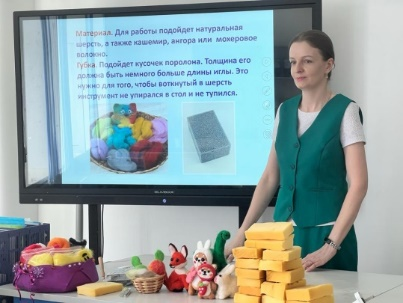 Материал. Для работы подойдет натуральная
шерсть, а также кашемир, ангора или мохеровое
волокно.
Губка. Подойдет кусочек поролона. Толщина его
должна быть немного больше длины иглы. Это
нужно для того, чтобы воткнутый в шерсть
инструмент не упирался в стол и не тупился.